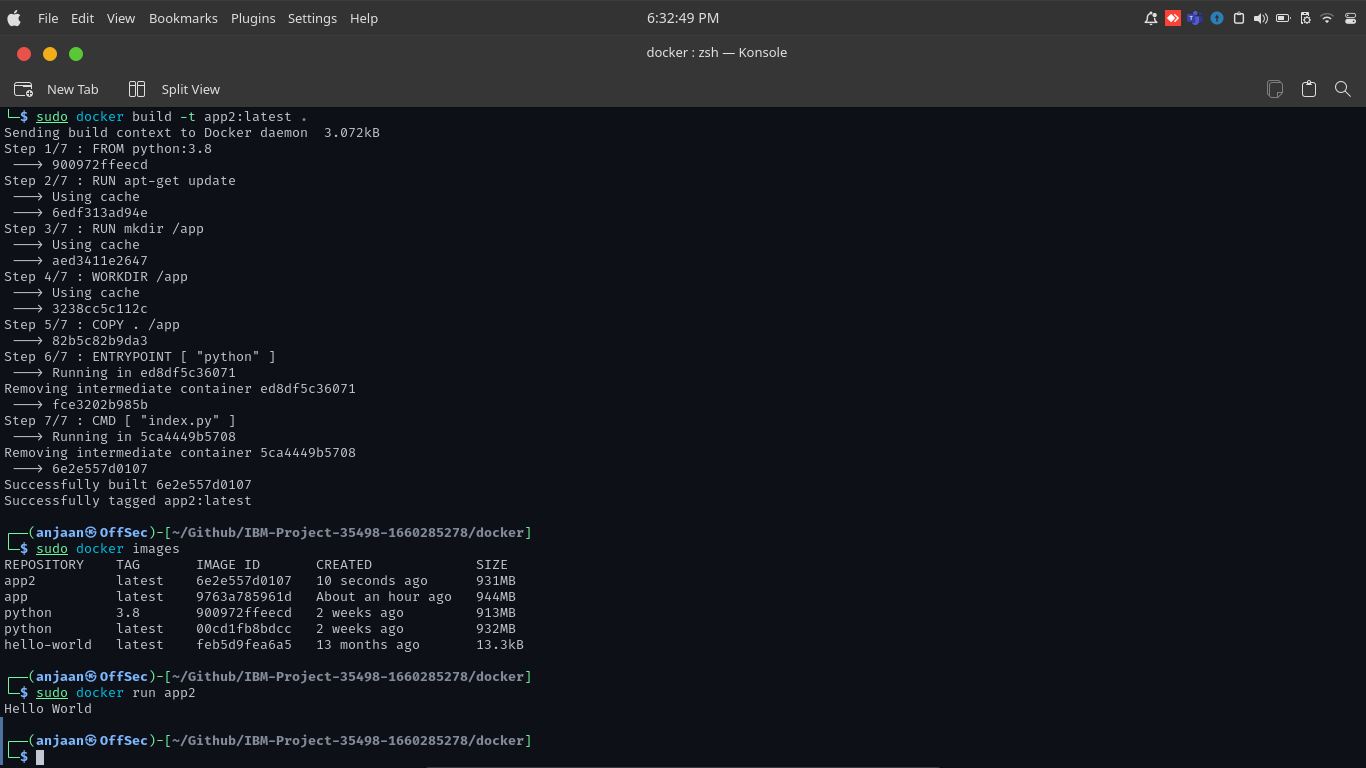 File Edit View Bookmarks Plugins Settings Help 6:32:49 PM
docker : zsh — Konsole
New Tab Split View
└─$ sudo docker build -t app2:latest .
Sending build context to Docker daemon  3.072kB
Step 1/7 : FROM python:3.8
 ---> 900972ffeecd
Step 2/7 : RUN apt-get update
 ---> Using cache
 ---> 6edf313ad94e
Step 3/7 : RUN mkdir /app
 ---> Using cache
 ---> aed3411e2647
Step 4/7 : WORKDIR /app
 ---> Using cache
 ---> 3238cc5c112c
Step 5/7 : COPY . /app
 ---> 82b5c82b9da3
Step 6/7 : ENTRYPOINT [ "python" ]
 ---> Running in ed8df5c36071
Removing intermediate container ed8df5c36071
 ---> fce3202b985b
Step 7/7 : CMD [ "index.py" ]
 ---> Running in 5ca4449b5708
Removing intermediate container 5ca4449b5708
 ---> 6e2e557d0107
Successfully built 6e2e557d0107
Successfully tagged app2:latest
┌──(anjaan㉿OffSec)-[~/Github/IBM-Project-35498-1660285278/docker]
└─$ sudo docker images
REPOSITORY    TAG       IMAGE ID       CREATED             SIZE
app2          latest    6e2e557d0107   10 seconds ago      931MB
app           latest    9763a785961d   About an hour ago   944MB
python        3.8       900972ffeecd   2 weeks ago         913MB
python        latest    00cd1fb8bdcc   2 weeks ago         932MB
hello-world   latest    feb5d9fea6a5   13 months ago       13.3kB
┌──(anjaan㉿OffSec)-[~/Github/IBM-Project-35498-1660285278/docker]
└─$ sudo docker run app2
Hello World
┌──(anjaan㉿OffSec)-[~/Github/IBM-Project-35498-1660285278/docker]
└─$